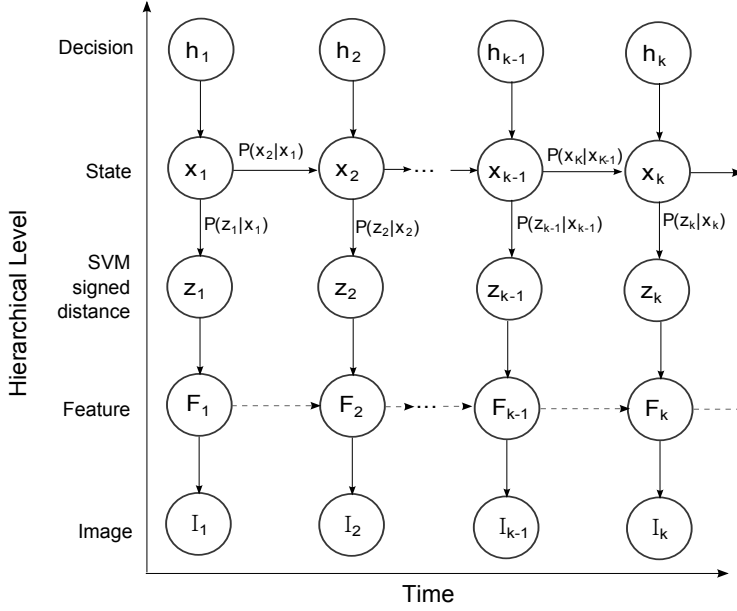 Decision h₁ h₂ hₖ₋₁ hₖ
P(x₂|x₁) P(x_K|x_K-1)
State x₁ x₂ ... xₖ₋₁ xₖ
P(z₁|x₁) P(z₂|x₂) P(zₖ₋₁|xₖ₋₁) P(zₖ|xₖ)
SVM
signed
distance
z₁ z₂ zₖ₋₁ zₖ
Feature F₁ F₂ ... Fₖ₋₁ Fₖ
Image I₁ I₂ Iₖ₋₁ Iₖ
Hierarchical Level
Time